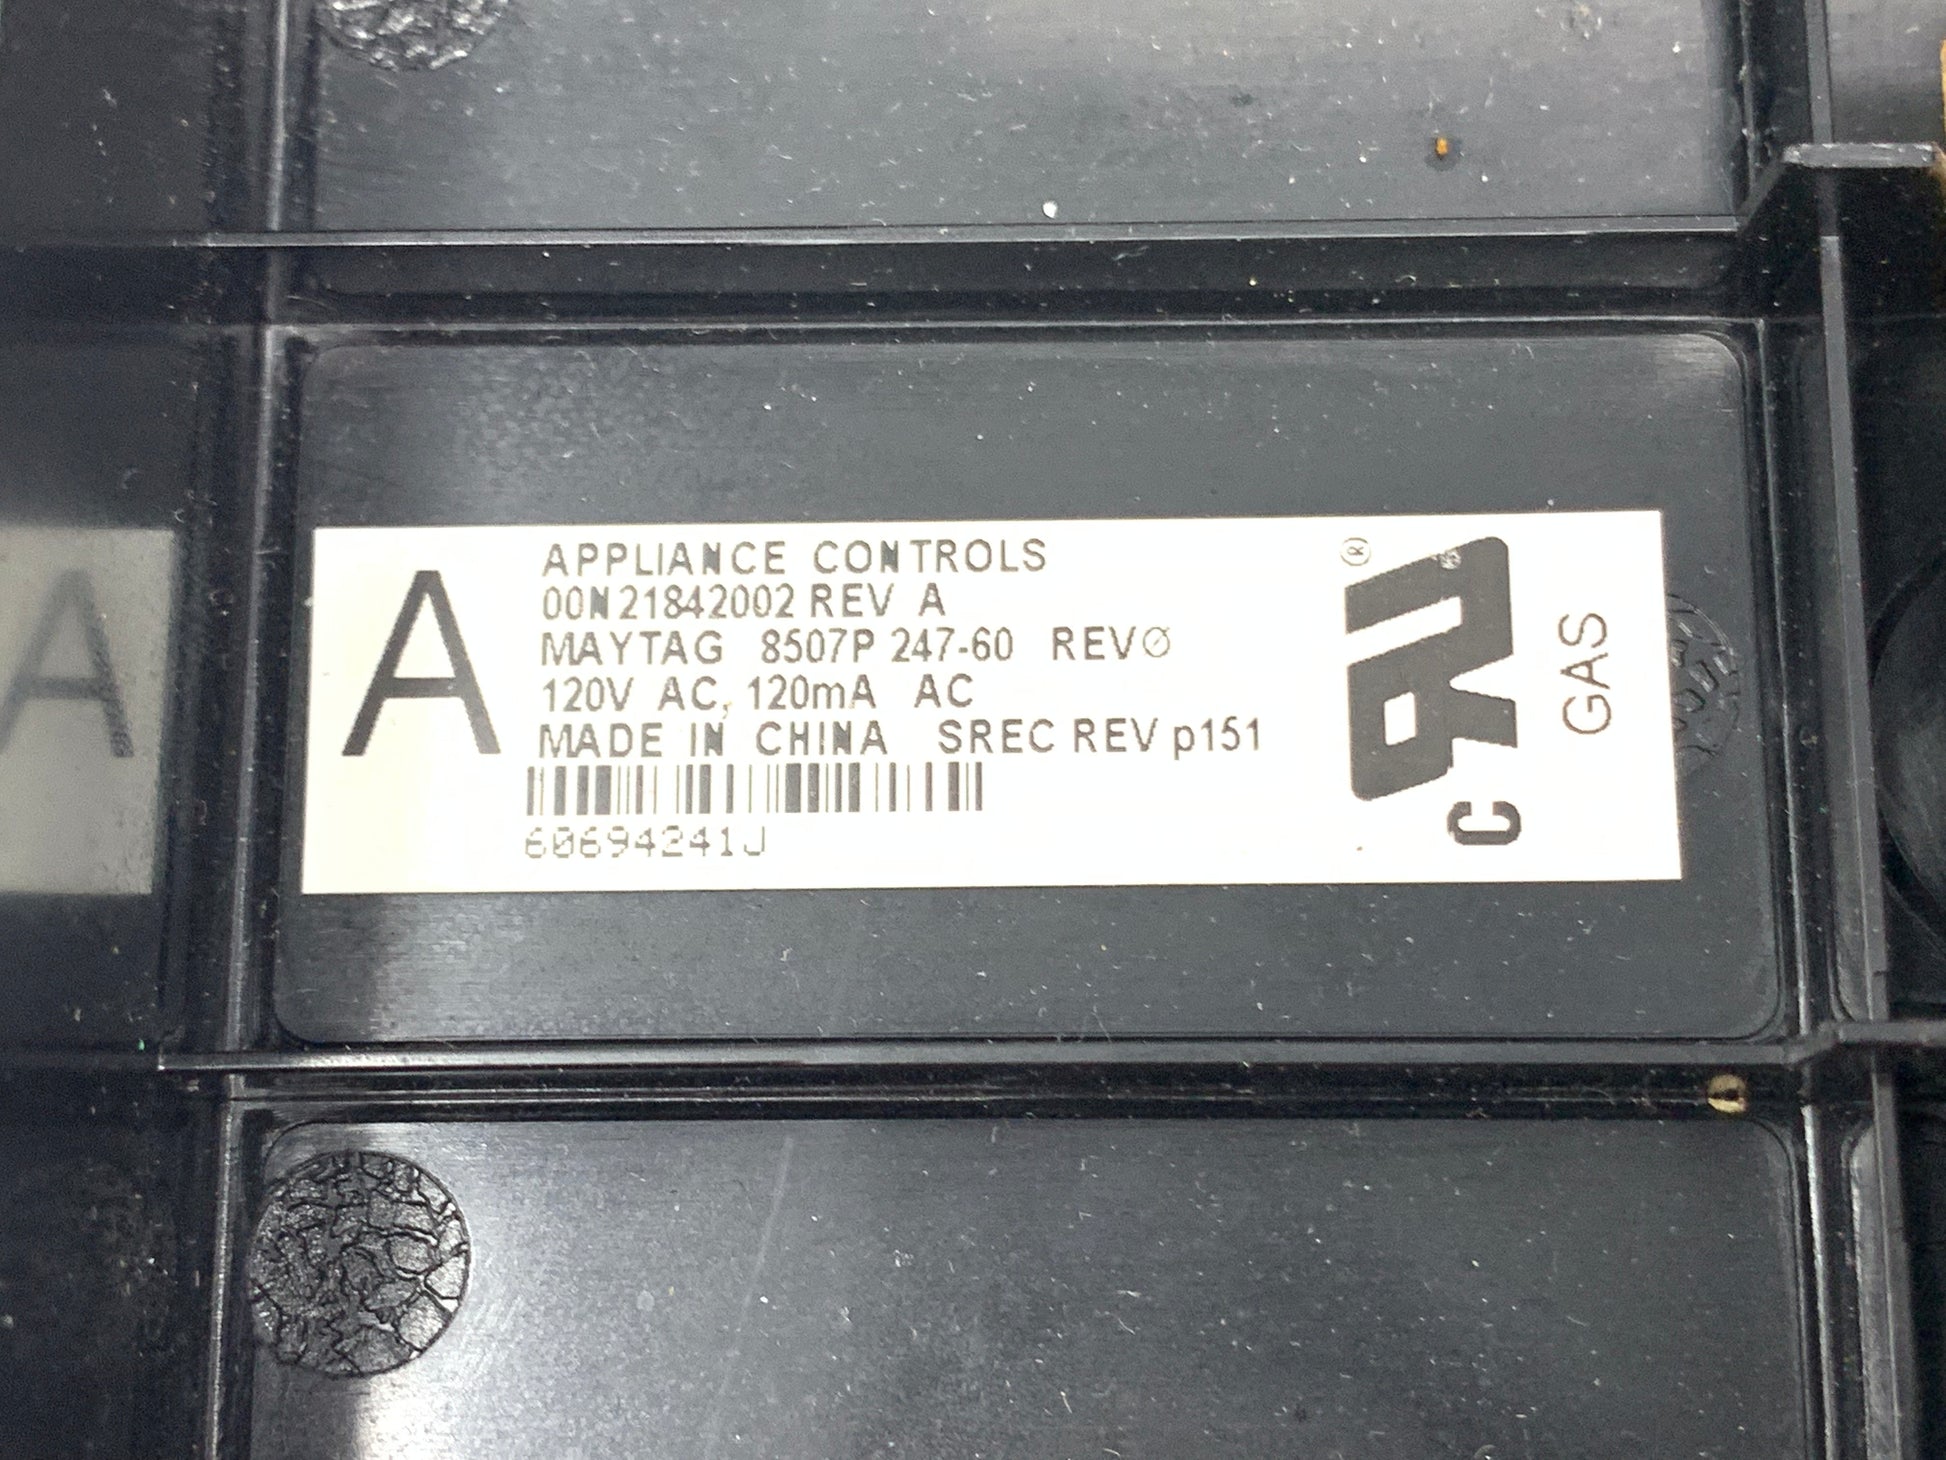 A
A
APPLIANCE CONTROLS
00N21842002 REV A
MAYTAG 8507P 247-60 REVØ
120V AC, 120mA AC
MADE IN CHINA SREC REV p151
60694241J
®
C
GAS